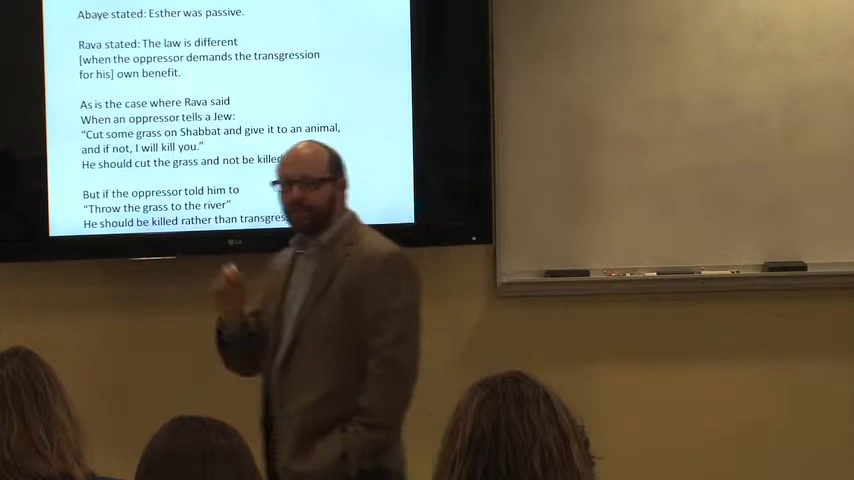 Abaye stated: Esther was passive.
Rava stated: The law is different
[when the oppressor demands the transgression
for his] own benefit.
As is the case where Rava said
When an oppressor tells a Jew:
"Cut some grass on Shabbat and give it to an animal,
and if not, I will kill you."
He should cut the grass and not be killed
But if the oppressor told him to
"Throw the grass to the river"
He should be killed rather than transgres
LG